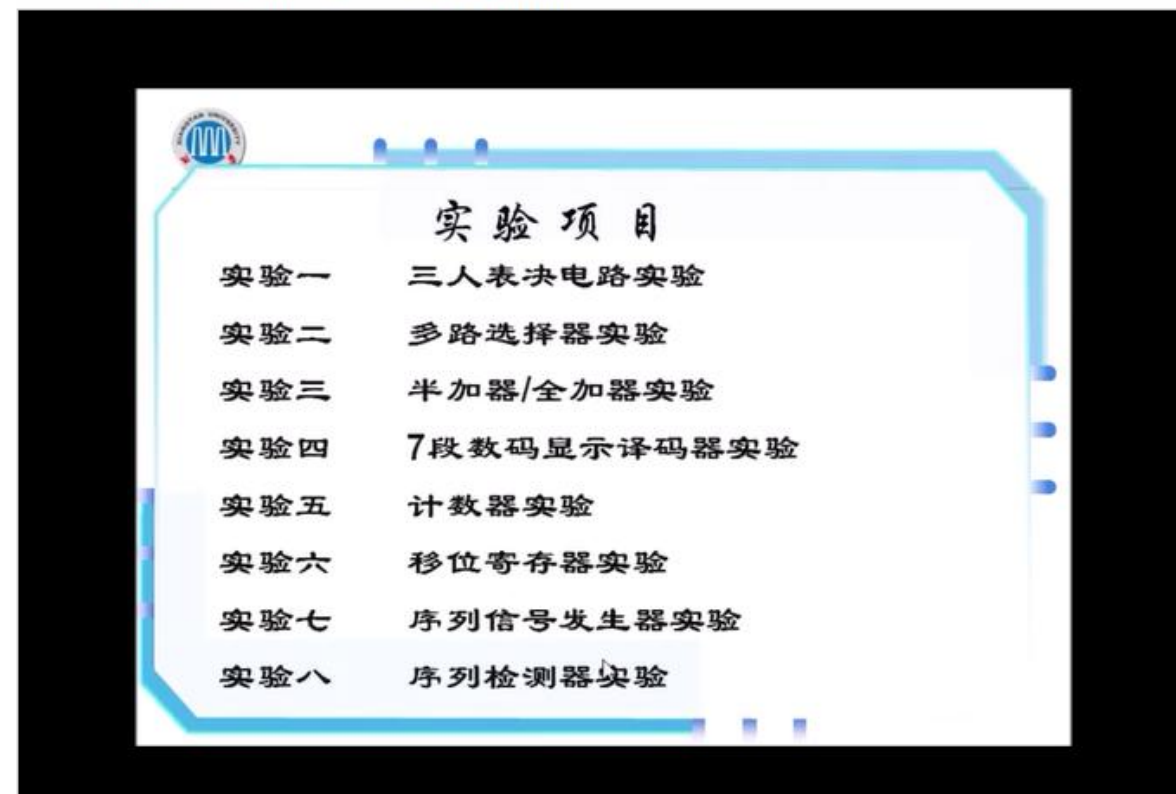 XIANGTAN UNIVERSITY
实验项目
实验一 三人表决电路实验
实验二 多路选择器实验
实验三 半加器/全加器实验
实验四 7段数码显示译码器实验
实验五 计数器实验
实验六 移位寄存器实验
实验七 序列信号发生器实验
实验八 序列检测器实验